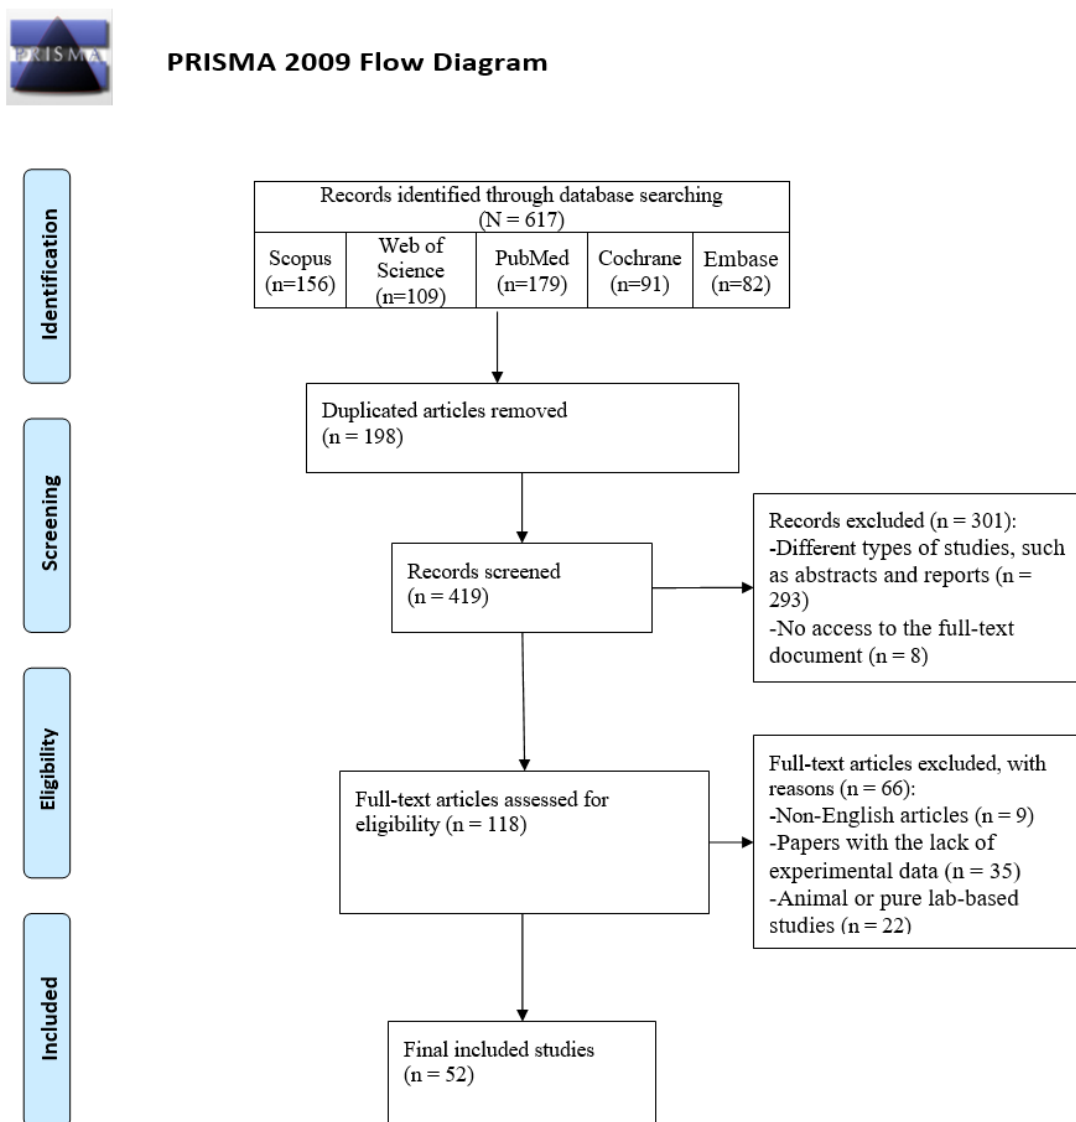 PRISMA
PRISMA 2009 Flow Diagram
Identification
Records identified through database searching
(N = 617)
Scopus
(n=156)
Web of
Science
(n=109)
PubMed
(n=179)
Cochrane
(n=91)
Embase
(n=82)
Duplicated articles removed
(n = 198)
Screening
Records screened
(n = 419)
Records excluded (n = 301):
-Different types of studies, such
as abstracts and reports (n =
293)
-No access to the full-text
document (n = 8)
Eligibility
Full-text articles assessed for
eligibility (n = 118)
Full-text articles excluded, with
reasons (n = 66):
-Non-English articles (n = 9)
-Papers with the lack of
experimental data (n = 35)
-Animal or pure lab-based
studies (n = 22)
Included
Final included studies
(n = 52)